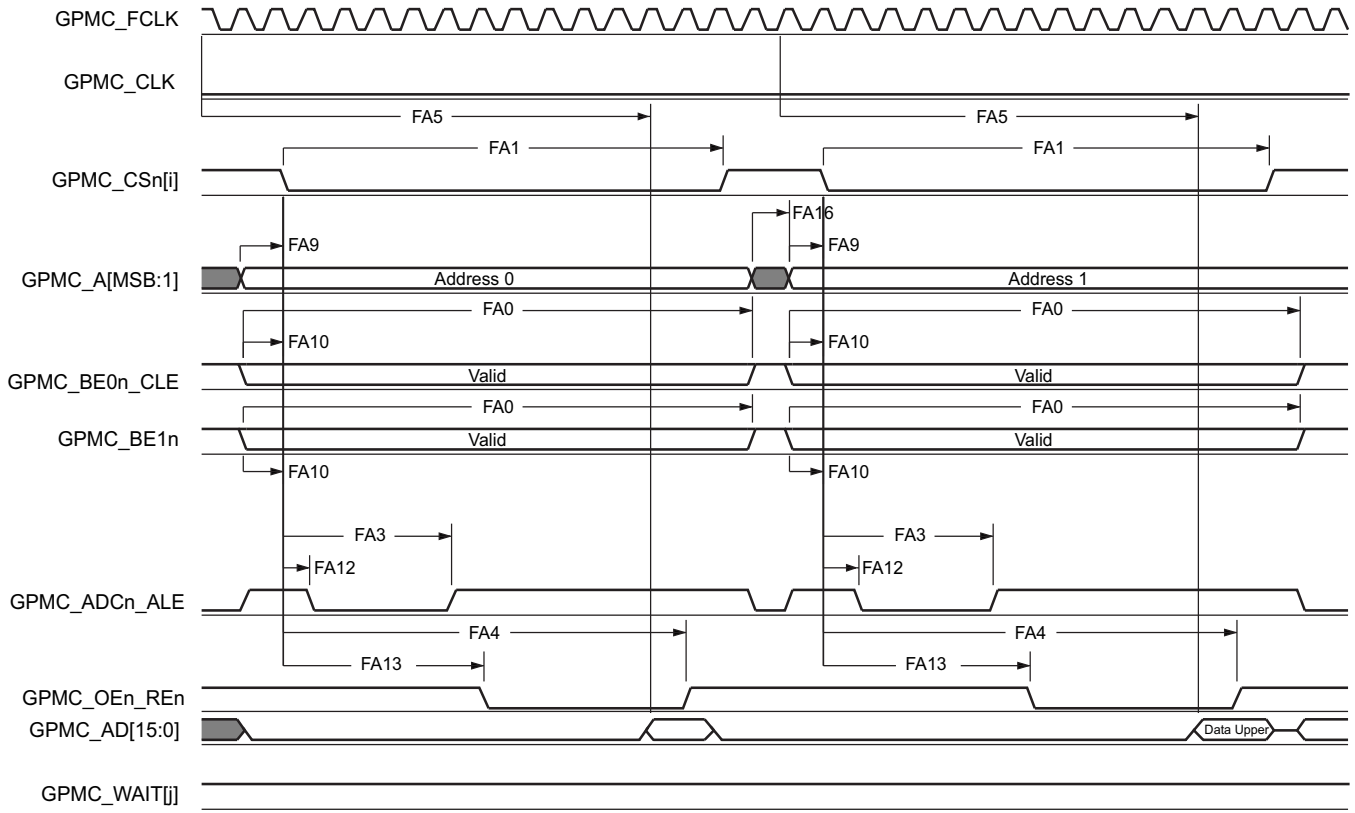 GPMC_FCLK
GPMC_CLK
FA5 FA5
FA1 FA1
GPMC_CSn[i]
FA16
FA9 FA9
GPMC_A[MSB:1] Address 0 Address 1
FA0 FA0
FA10 FA10
GPMC_BE0n_CLE Valid Valid
FA0 FA0
GPMC_BE1n Valid Valid
FA10 FA10
FA3 FA3
FA12 FA12
GPMC_ADCn_ALE
FA4 FA4
FA13 FA13
GPMC_OEn_REn
GPMC_AD[15:0] Data Upper
GPMC_WAIT[j]